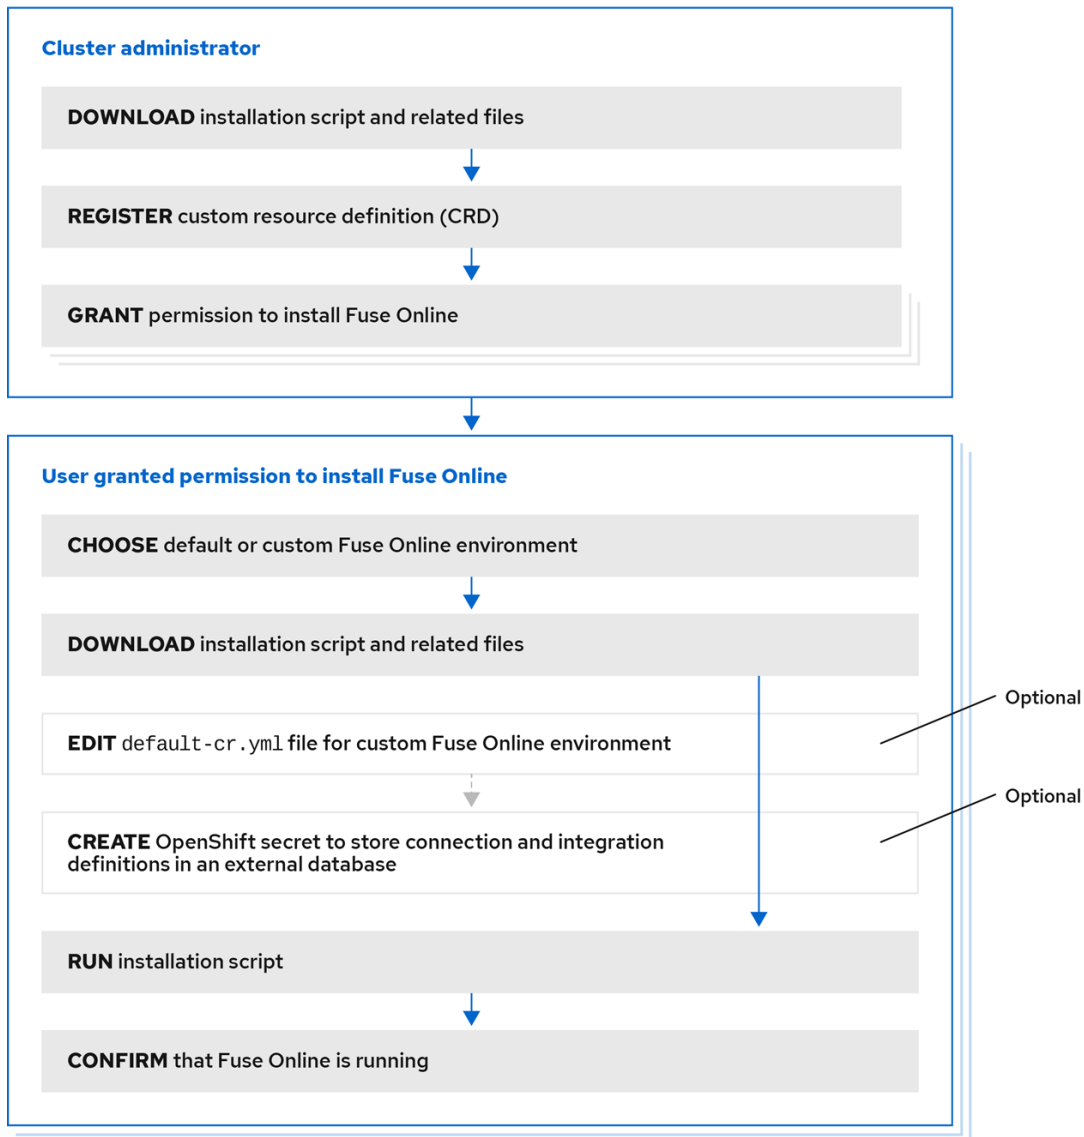 Cluster administrator
DOWNLOAD installation script and related files
REGISTER custom resource definition (CRD)
GRANT permission to install Fuse Online
User granted permission to install Fuse Online
CHOOSE default or custom Fuse Online environment
DOWNLOAD installation script and related files
Optional
EDIT default-cr.yml file for custom Fuse Online environment
Optional
CREATE OpenShift secret to store connection and integration
definitions in an external database
RUN installation script
CONFIRM that Fuse Online is running